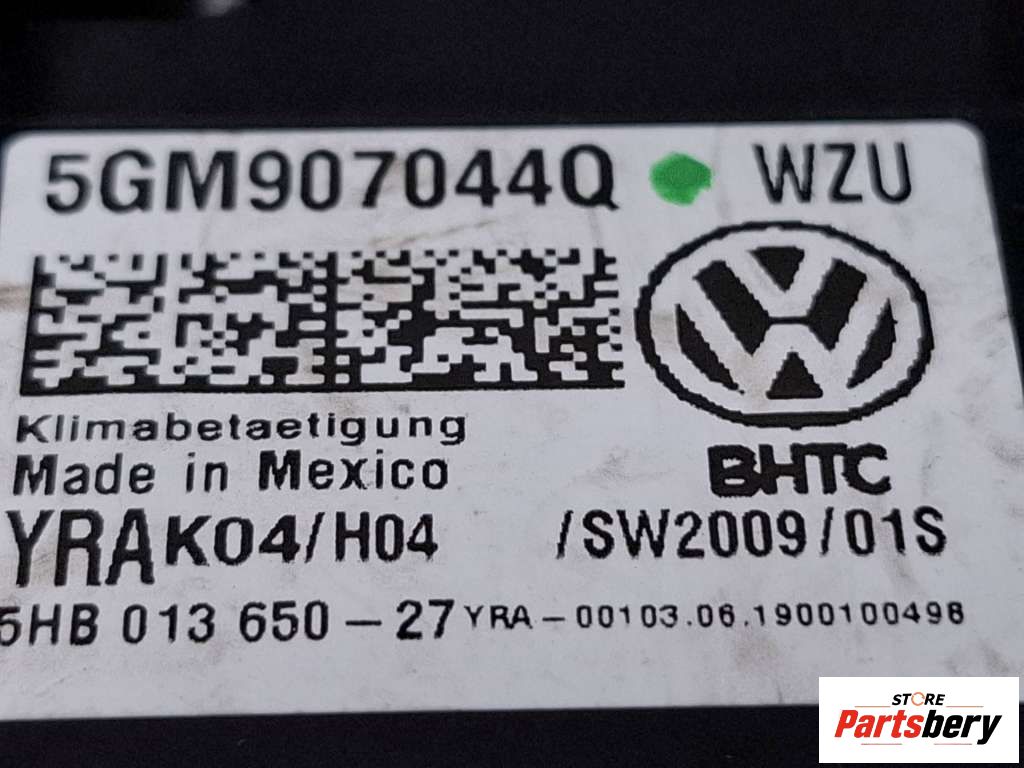 5GM907044Q WZU
Klimabetaetigung
Made in Mexico
BHTC
YRAK04/H04 /SW2009/01S
5HB 013 650-27 YRA-00103.06.1900100498
STORE
Partsbery